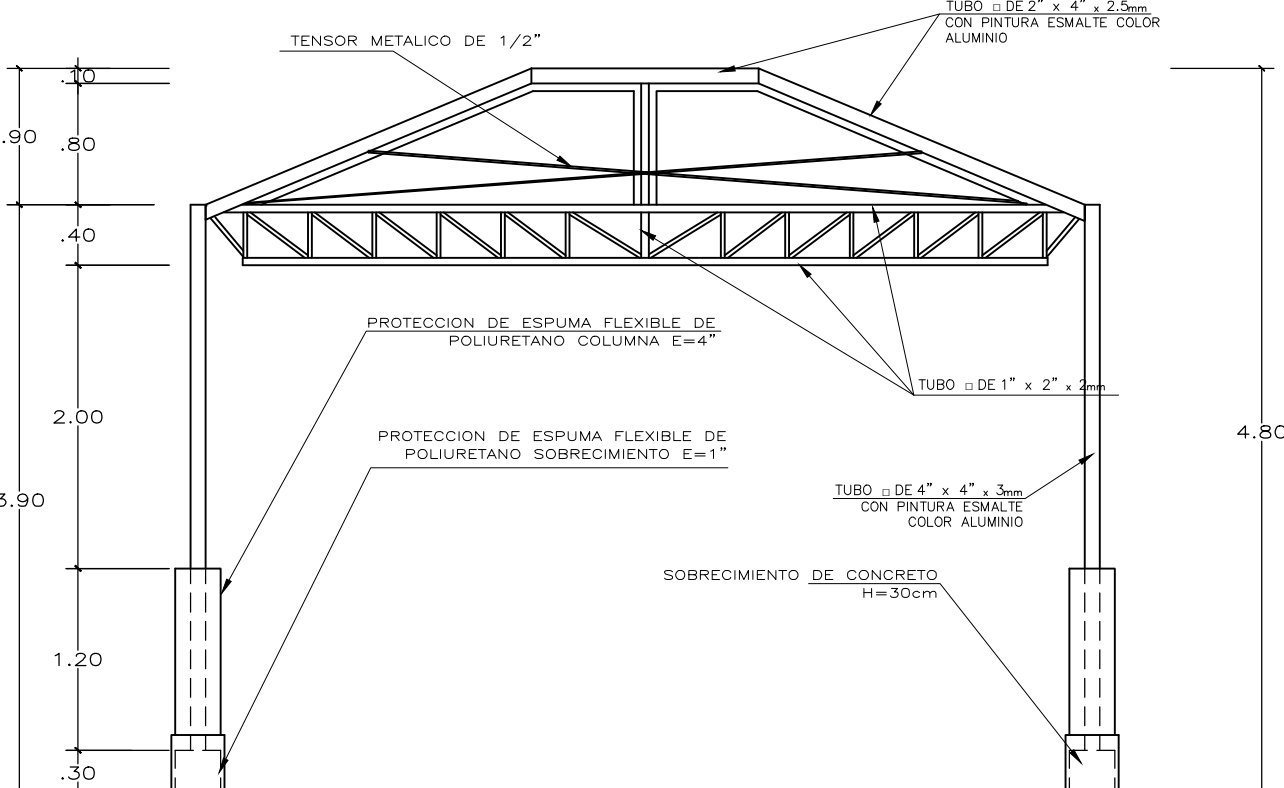 TUBO □ DE 2” x 4” x 2.5mm
CON PINTURA ESMALTE COLOR
ALUMINIO
TENSOR METALICO DE 1/2”
.10
.90
.80
.40
PROTECCION DE ESPUMA FLEXIBLE DE
POLIURETANO COLUMNA E=4”
TUBO □ DE 1” x 2” x 2mm
2.00
PROTECCION DE ESPUMA FLEXIBLE DE
POLIURETANO SOBRECIMIENTO E=1”
4.80
3.90
TUBO □ DE 4” x 4” x 3mm
CON PINTURA ESMALTE
COLOR ALUMINIO
SOBRECIMIENTO DE CONCRETO
H=30cm
1.20
.30